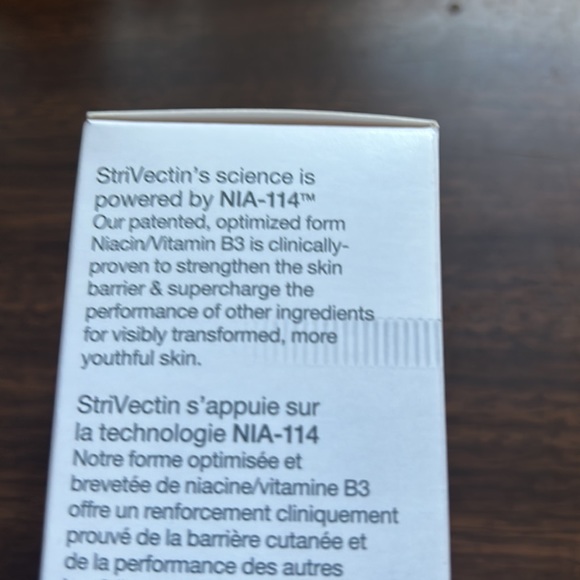 StriVectin's science is
powered by NIA-114™
Our patented, optimized form
Niacin/Vitamin B3 is clinically-
proven to strengthen the skin
barrier & supercharge the
performance of other ingredients
for visibly transformed, more
youthful skin.
StriVectin s'appuie sur
la technologie NIA-114
Notre forme optimisée et
brevetée de niacine/vitamine B3
offre un renforcement cliniquement
prouvé de la barrière cutanée et
de la performance des autres